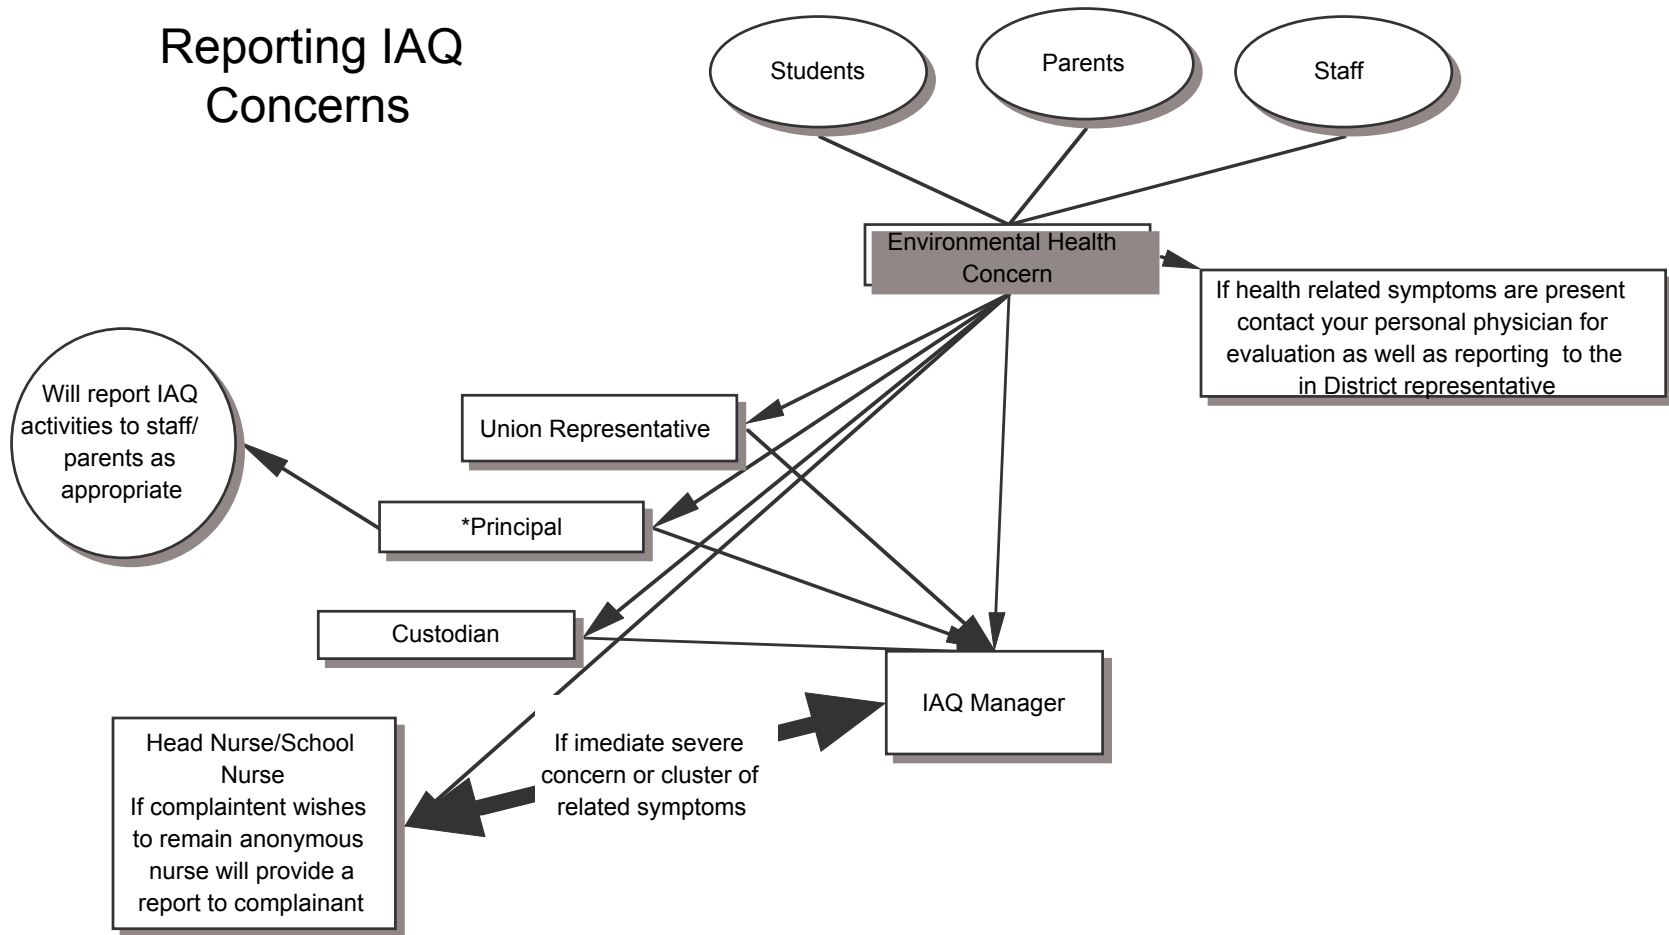 Reporting IAQ
Concerns
Students
Parents
Staff
Environmental Health
Concern
If health related symptoms are present
contact your personal physician for
evaluation as well as reporting to the
in District representative
Will report IAQ
activities to staff/
parents as
appropriate
Union Representative
*Principal
Custodian
IAQ Manager
If imediate severe
concern or cluster of
related symptoms
Head Nurse/School
Nurse
If complaintent wishes
to remain anonymous
nurse will provide a
report to complainant